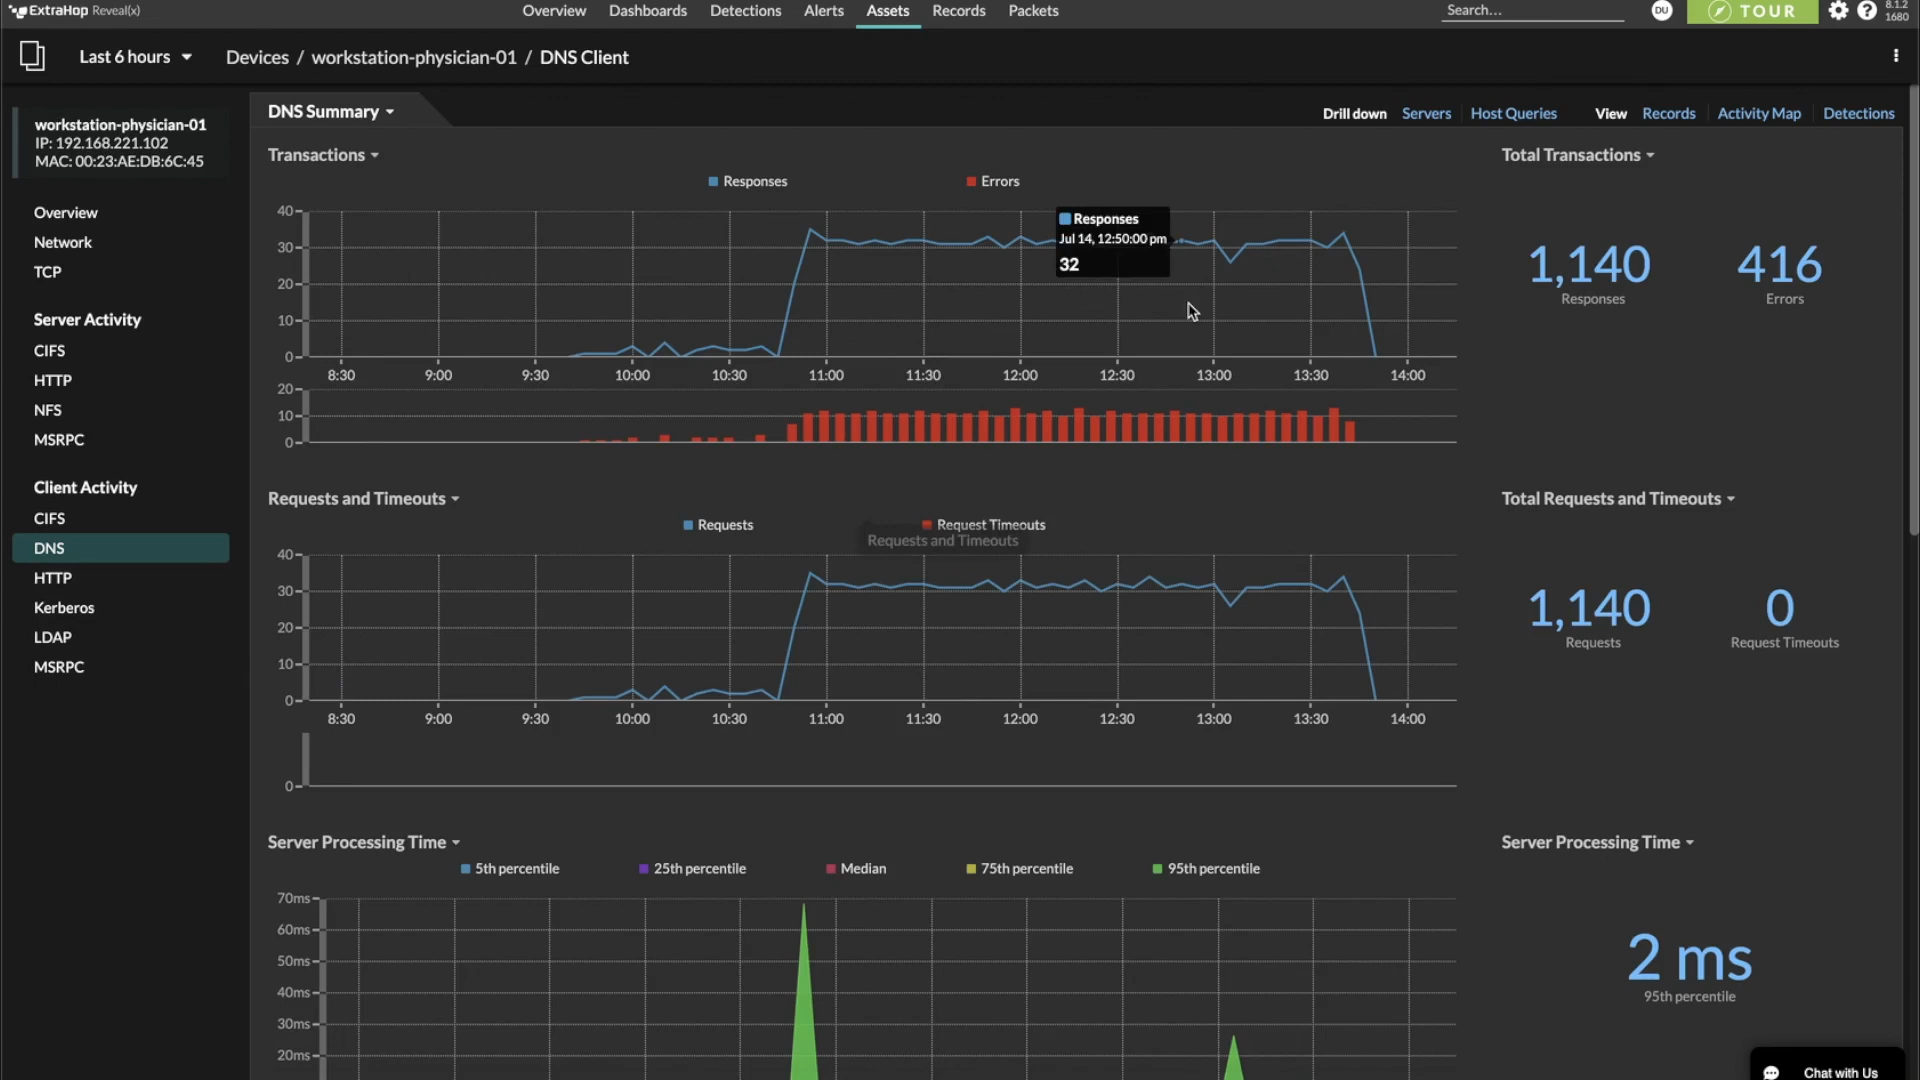 ExtraHop Reveal(x)
Overview Dashboards Detections Alerts Assets Records Packets
Search...
DU
TOUR
8.1.2
1680
Last 6 hours
Devices / workstation-physician-01 / DNS Client
workstation-physician-01
IP: 192.168.221.102
MAC: 00:23:AE:DB:6C:45
Overview
Network
TCP
Server Activity
CIFS
HTTP
NFS
MSRPC
Client Activity
CIFS
DNS
HTTP
Kerberos
LDAP
MSRPC
DNS Summary
Drill down Servers Host Queries View Records Activity Map Detections
Transactions
Responses Errors
40
30
20
10
0
8:30 9:00 9:30 10:00 10:30 11:00 11:30 12:00 12:30 13:00 13:30 14:00
20
10
0
Responses
Jul 14, 12:50:00 pm
32
Total Transactions
1,140 416
Responses Errors
Requests and Timeouts
Requests Request Timeouts
Requests and Timeouts
40
30
20
10
0
8:30 9:00 9:30 10:00 10:30 11:00 11:30 12:00 12:30 13:00 13:30 14:00
0
Total Requests and Timeouts
1,140 0
Requests Request Timeouts
Server Processing Time
5th percentile 25th percentile Median 75th percentile 95th percentile
70ms
60ms
50ms
40ms
30ms
20ms
Server Processing Time
2 ms
95th percentile
Chat with Us